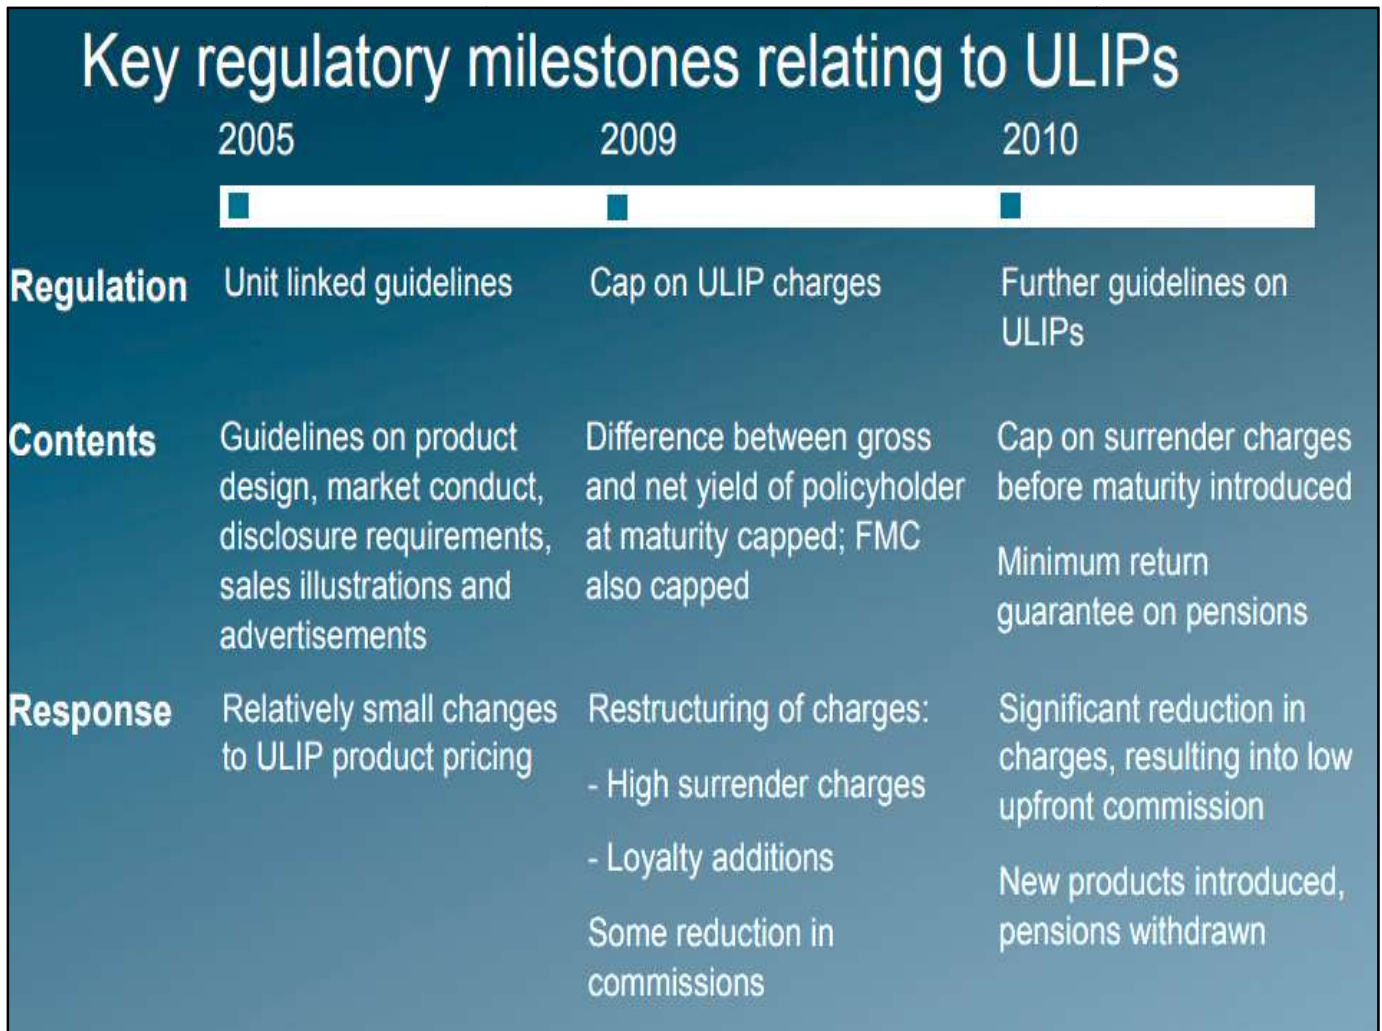 Key regulatory milestones relating to ULIPs
2005
2009
2010
Regulation
Unit linked guidelines
Cap on ULIP charges
Further guidelines on
ULIPs
Contents
Guidelines on product
design, market conduct,
disclosure requirements,
sales illustrations and
advertisements
Difference between gross
and net yield of policyholder
at maturity capped; FMC
also capped
Cap on surrender charges
before maturity introduced
Minimum return
guarantee on pensions
Response
Relatively small changes
to ULIP product pricing
Restructuring of charges:
- High surrender charges
- Loyalty additions
Some reduction in
commissions
Significant reduction in
charges, resulting into low
upfront commission
New products introduced,
pensions withdrawn